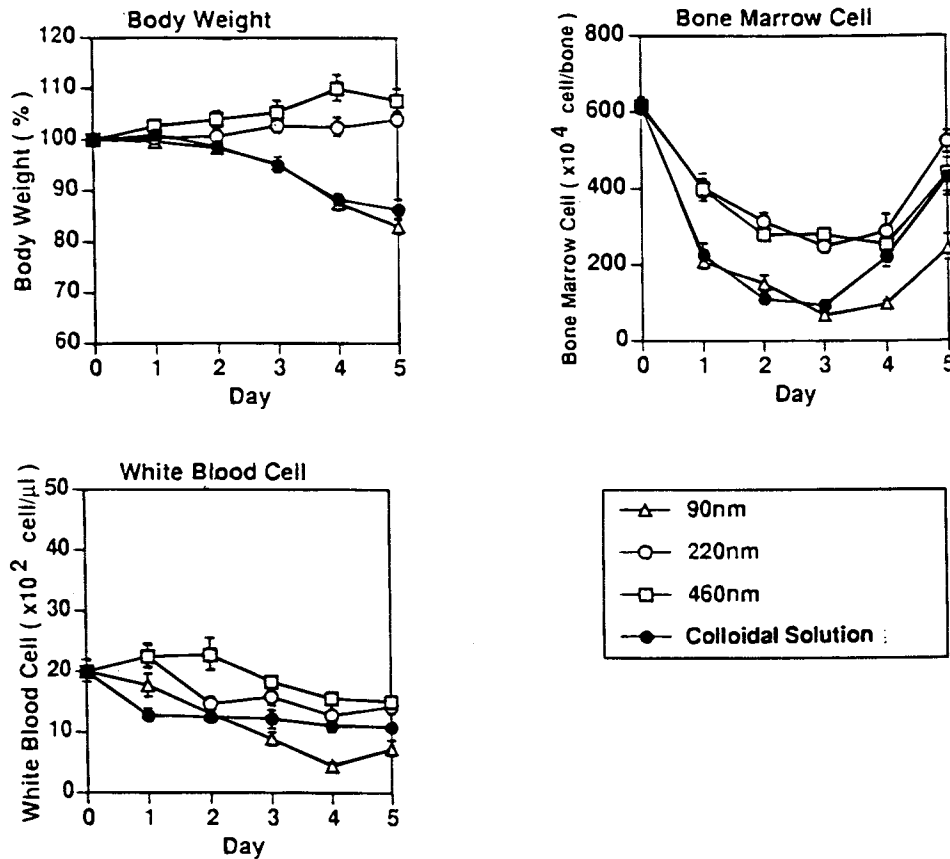 Body Weight
Body Weight ( % )
120
110
100
90
80
70
60
0 1 2 3 4 5
Day
Bone Marrow Cell
Bone Marrow Cell ( x10^4 cell/bone)
800
600
400
200
0
0 1 2 3 4 5
Day
White Blood Cell
White Blood Cell ( x10^2 cell/μl )
50
40
30
20
10
0
0 1 2 3 4 5
Day
90nm
220nm
460nm
Colloidal Solution